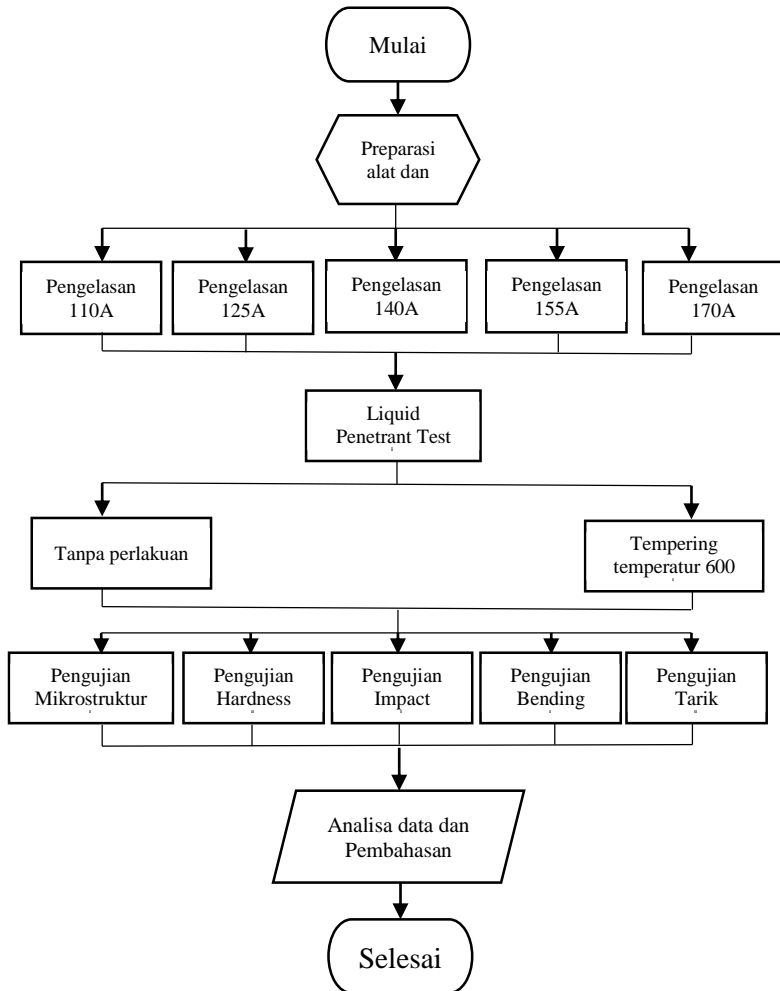 Mulai
Preparasi
alat dan
Pengelasan
110A
Pengelasan
125A
Pengelasan
140A
Pengelasan
155A
Pengelasan
170A
Liquid
Penetrant Test
Tanpa perlakuan
Tempering
temperatur 600
Pengujian
Mikrostruktur
Pengujian
Hardness
Pengujian
Impact
Pengujian
Bending
Pengujian
Tarik
Analisa data dan
Pembahasan
Selesai